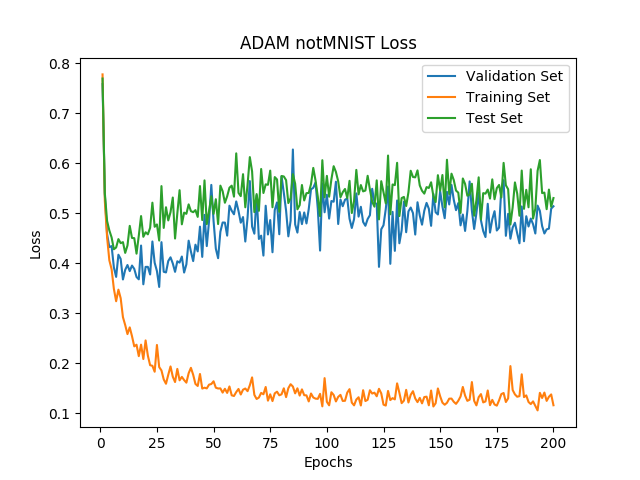 ADAM notMNIST Loss
Validation Set
Training Set
Test Set
0.8
0.7
0.6
0.5
0.4
0.3
0.2
0.1
Loss
0 25 50 75 100 125 150 175 200
Epochs